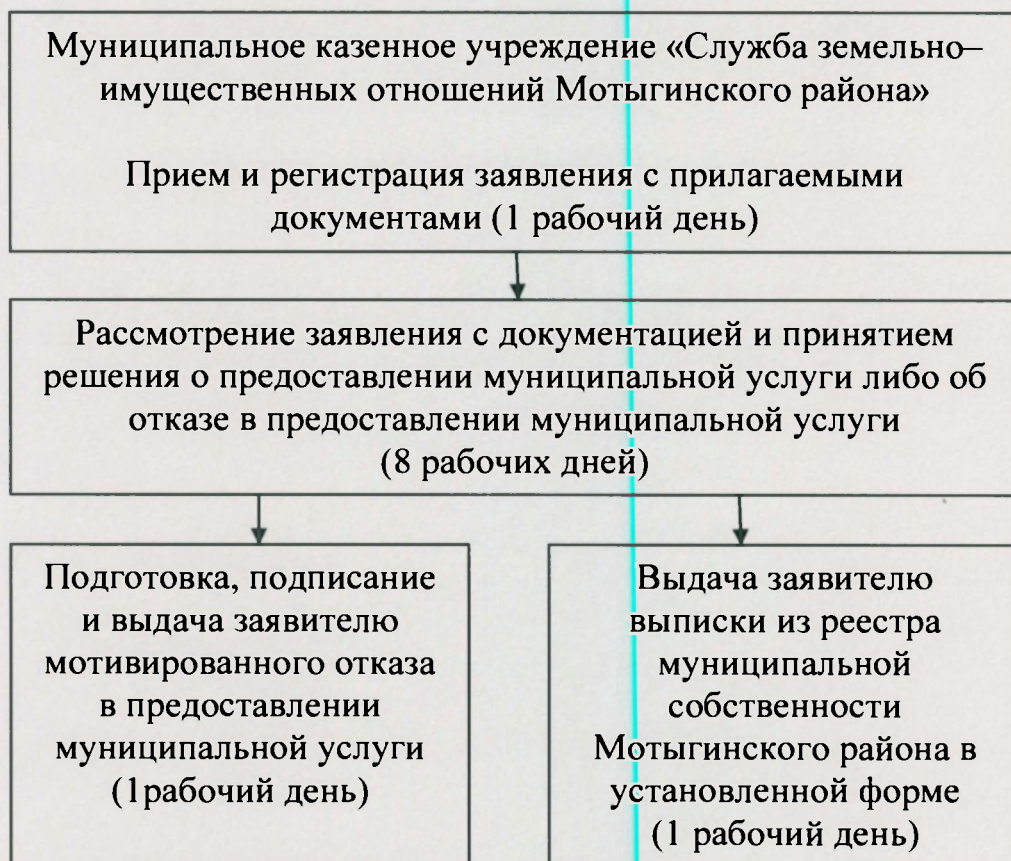 Муниципальное казенное учреждение «Служба земельно–
имущественных отношений Мотыгинского района»
Прием и регистрация заявления с прилагаемыми
документами (1 рабочий день)
Рассмотрение заявления с документацией и принятием
решения о предоставлении муниципальной услуги либо об
отказе в предоставлении муниципальной услуги
(8 рабочих дней)
Подготовка, подписание
и выдача заявителю
мотивированного отказа
в предоставлении
муниципальной услуги
(1рабочий день)
Выдача заявителю
выписки из реестра
муниципальной
собственности
Мотыгинского района в
установленной форме
(1 рабочий день)